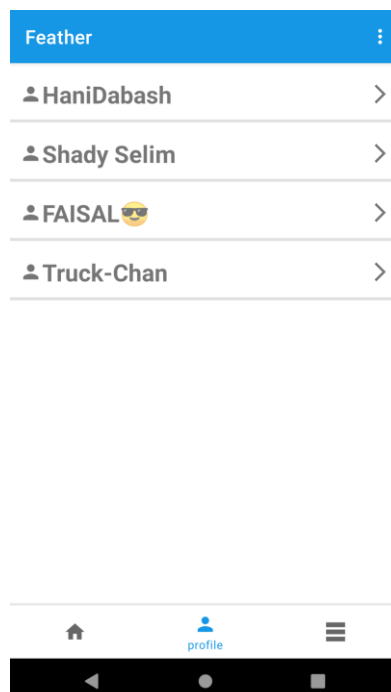 Feather
HaniDabash
Shady Selim
FAISAL😎
Truck-Chan
profile